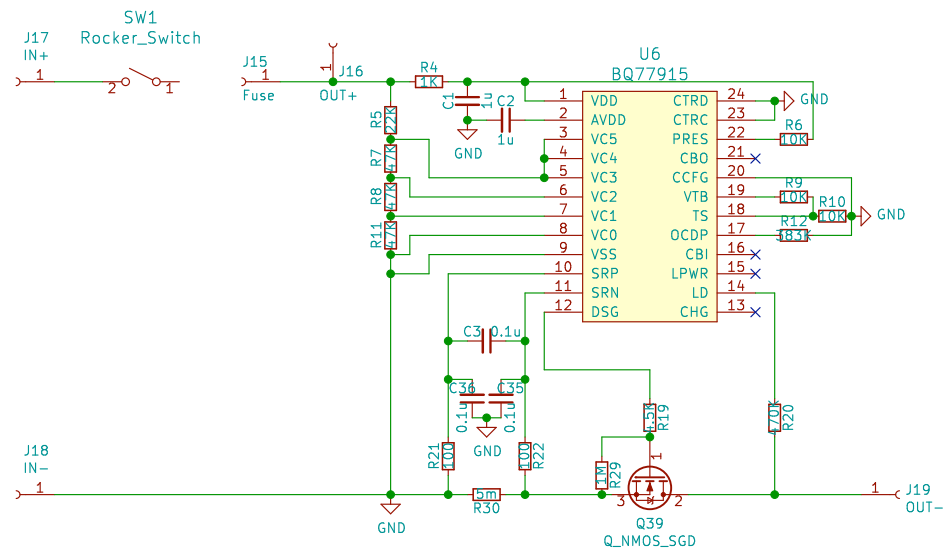 SW1
Rocker_Switch
J17
IN+
1
2
1
J15
1
Fuse
1
J16
OUT+
R4
1K
C1
1u
C2
1u
GND
R5
22K
R7
47K
R8
47K
R11
47K
U6
BQ77915
1 VDD CTRD 24
2 AVDD CTRC 23
3 VC5 PRES 22
4 VC4 CBO 21
5 VC3 CCFG 20
6 VC2 VTB 19
7 VC1 TS 18
8 VC0 OCDP 17
9 VSS CBI 16
10 SRP LPWR 15
11 SRN LD 14
12 DSG CHG 13
GND
R6
10K
R9
10K
R10
10K
GND
R12
383K
C3 0.1u
C36 C35
0.1u 0.1u
GND
R21
100
R22
100
R19
4.5K
R20
470K
R29
1M
J18
IN-
1
GND
5m
R30
1
3 2
Q39
Q_NMOS_SGD
1
J19
OUT-